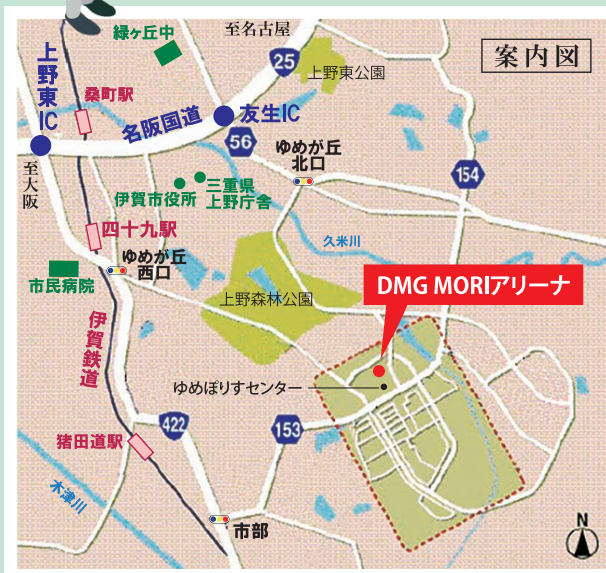 案内図
至名古屋
緑ヶ丘中
25
上野東公園
上野東IC
桑町駅
名阪国道
友生IC
56
ゆめが丘
北口
154
至大阪
三重県
上野庁舎
伊賀市役所
四十九駅
久米川
ゆめが丘
西口
市民病院
上野森林公園
DMG MORIアリーナ
伊賀鉄道
ゆめぽりすセンター
422
153
猪田道駅
木津川
市部
N